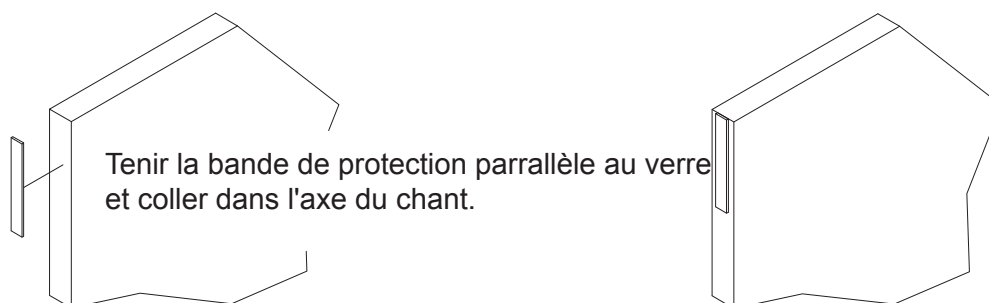 Tenir la bande de protection parrallèle au verre
et coller dans l'axe du chant.